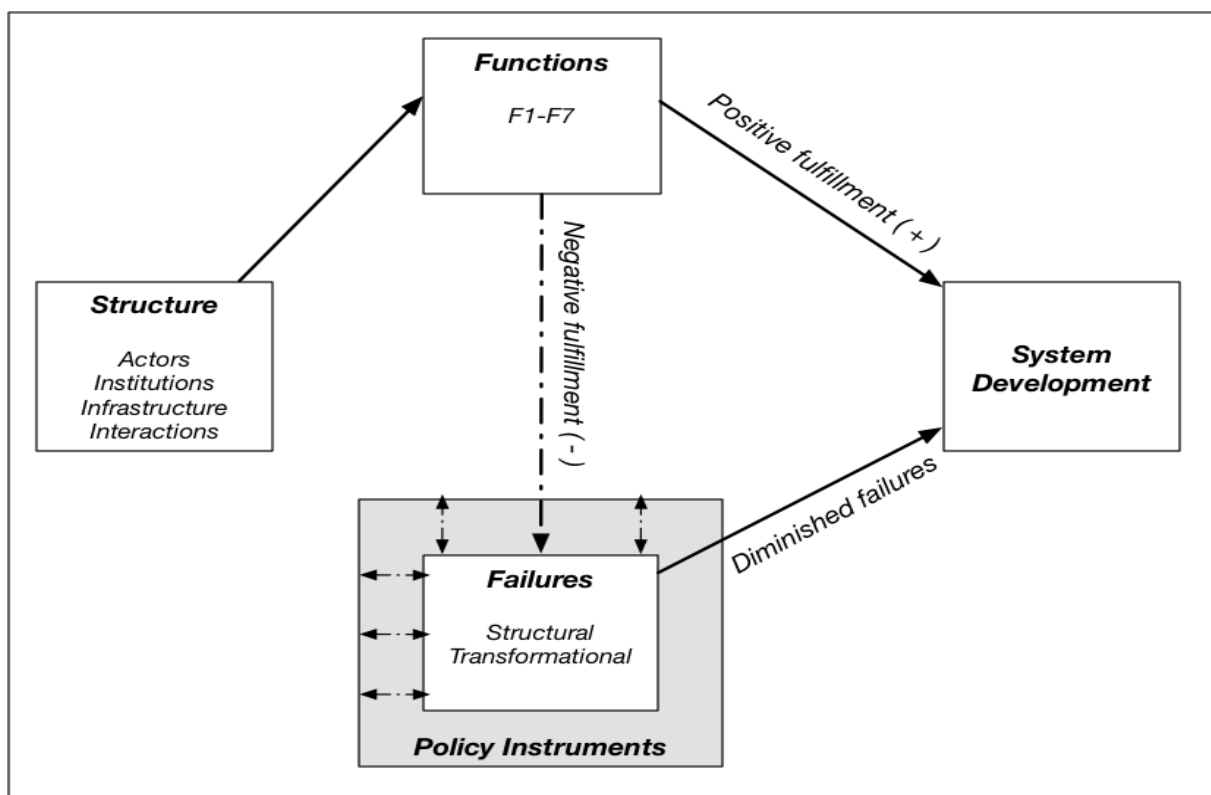 Functions
F1-F7
Positive fulfillment ( + )
Negative fulfillment ( - )
Structure
Actors
Institutions
Infrastructure
Interactions
System
Development
Diminished failures
Failures
Structural
Transformational
Policy Instruments